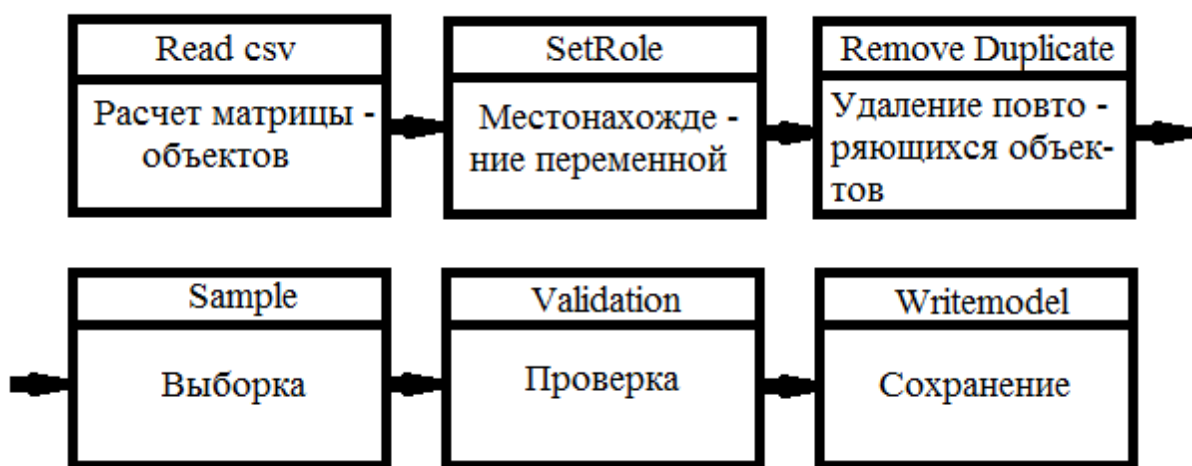 Read csv
Расчет матрицы -
объектов
SetRole
Местонахожде -
ние переменной
Remove Duplicate
Удаление повто -
ряющихся объек-
тов
Sample
Выборка
Validation
Проверка
Writemodel
Сохранение